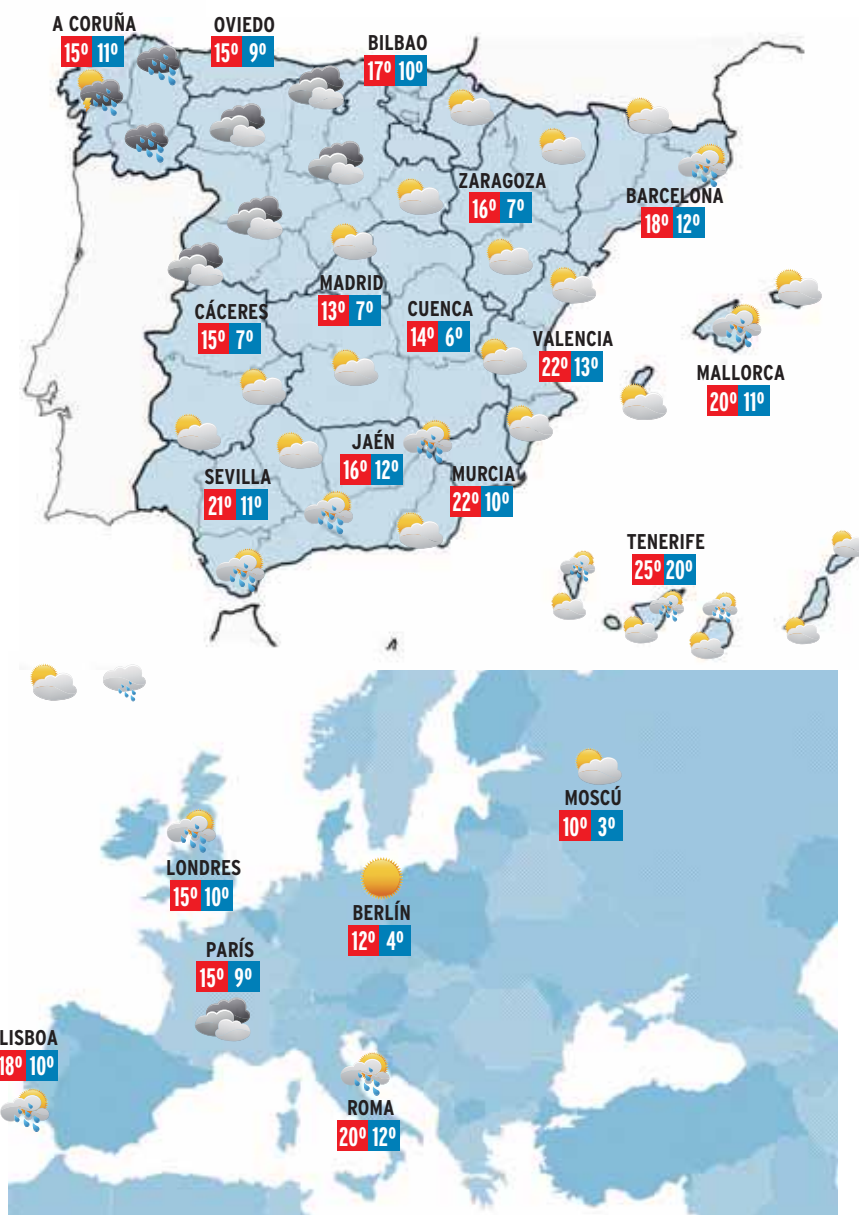 A CORUÑA
15º 11º
OVIEDO
15º 9º
BILBAO
17º 10º
ZARAGOZA
16º 7º
BARCELONA
18º 12º
MADRID
13º 7º
CÁCERES
15º 7º
CUENCA
14º 6º
VALENCIA
22º 13º
MALLORCA
20º 11º
JAÉN
16º 12º
SEVILLA
21º 11º
MURCIA
22º 10º
TENERIFE
25º 20º
MOSCÚ
10º 3º
LONDRES
15º 10º
BERLÍN
12º 4º
PARÍS
15º 9º
LISBOA
18º 10º
ROMA
20º 12º